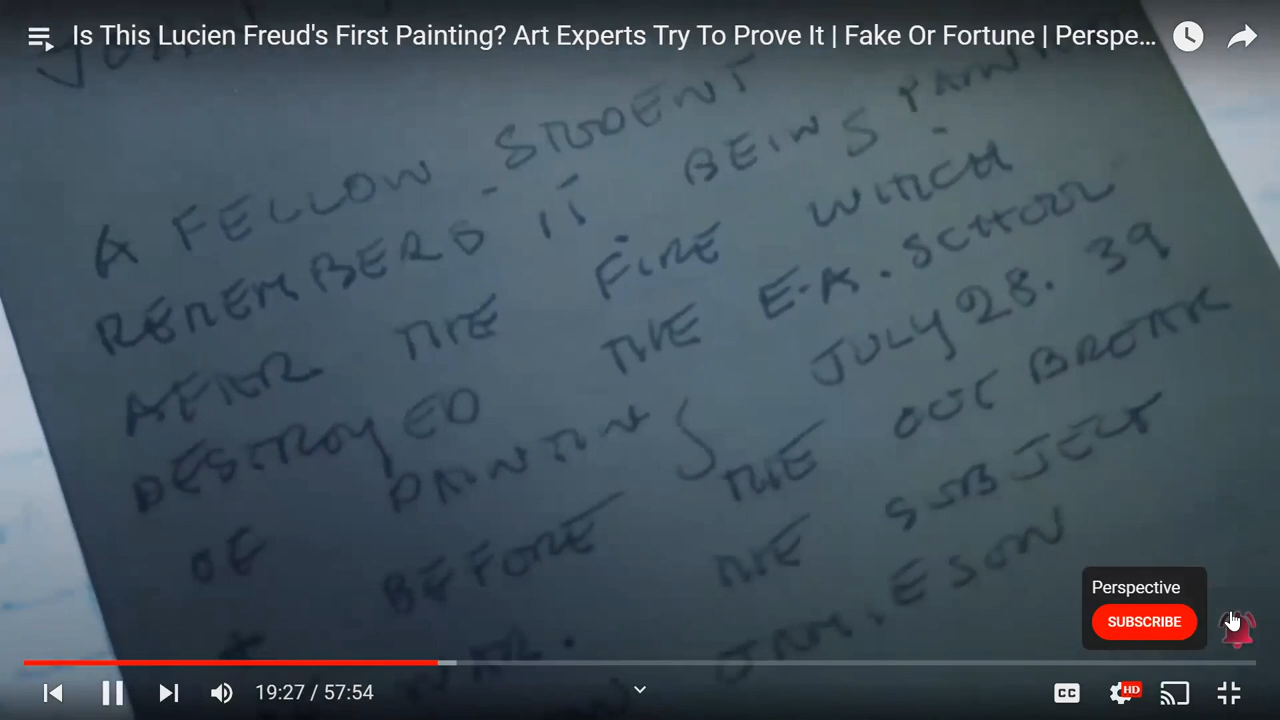 Is This Lucien Freud's First Painting? Art Experts Try To Prove It | Fake Or Fortune | Perspe...
A FELLOW STUDENT
REMEMBERS IT BEING
AFTER THE FIRE WHICH
DESTROYED THE E.A. SCHOOL
OF PAINTING JULY 28. 39
BEFORE THE OUTBREAK
THE SUBJECT
Perspective
SUBSCRIBE
19:27 / 57:54
CC
HD